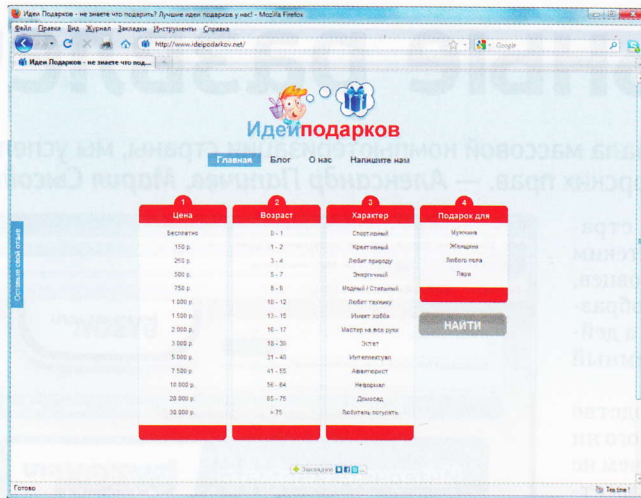 Идеи Подарков - не знаете что подарить? Лучшие идеи подарков у нас! - Mozilla Firefox
Файл Правка Вид Журнал Закладки Инструменты Справка
http://www.ideipodarkov.net/
Google
Идеи Подарков - не знаете что под...
Идеиподарков
Главная Блог О нас Напишите нам
Оставьте свой отзыв
1 2 3 4
Цена Возраст Характер Подарок для
Бесплатно 0 - 1 Спортивный Мужчина
150 р. 1 - 2 Креативный Женщина
250 р. 3 - 4 Любит природу Любого пола
500 р. 5 - 7 Энергичный Пара
750 р. 8 - 9 Модный / Стильный
1 000 р. 10 - 12 Любит технику
1 500 р. 13 - 15 Имеет хобби
2 000 р. 16 - 17 Мастер на все руки НАЙТИ
3 000 р. 18 - 30 Эстет
5 000 р. 31 - 40 Интеллектуал
7 500 р. 41 - 55 Авантюрист
10 000 р. 56 - 64 Неформал
20 000 р. 65 - 75 Домосед
30 000 р. > 75 Любитель погулять
Закладки
Готово